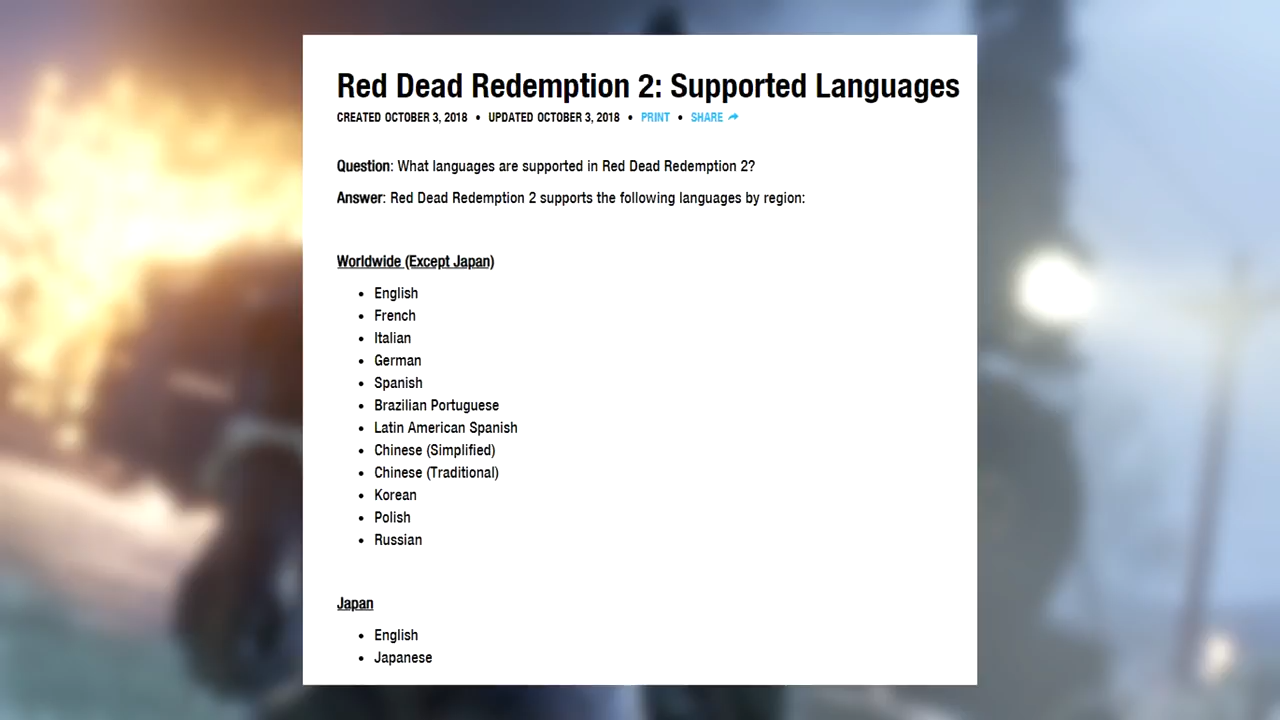 Red Dead Redemption 2: Supported Languages
CREATED OCTOBER 3, 2018 • UPDATED OCTOBER 3, 2018 • PRINT • SHARE
Question: What languages are supported in Red Dead Redemption 2?
Answer: Red Dead Redemption 2 supports the following languages by region:
Worldwide (Except Japan)
• English
• French
• Italian
• German
• Spanish
• Brazilian Portuguese
• Latin American Spanish
• Chinese (Simplified)
• Chinese (Traditional)
• Korean
• Polish
• Russian
Japan
• English
• Japanese